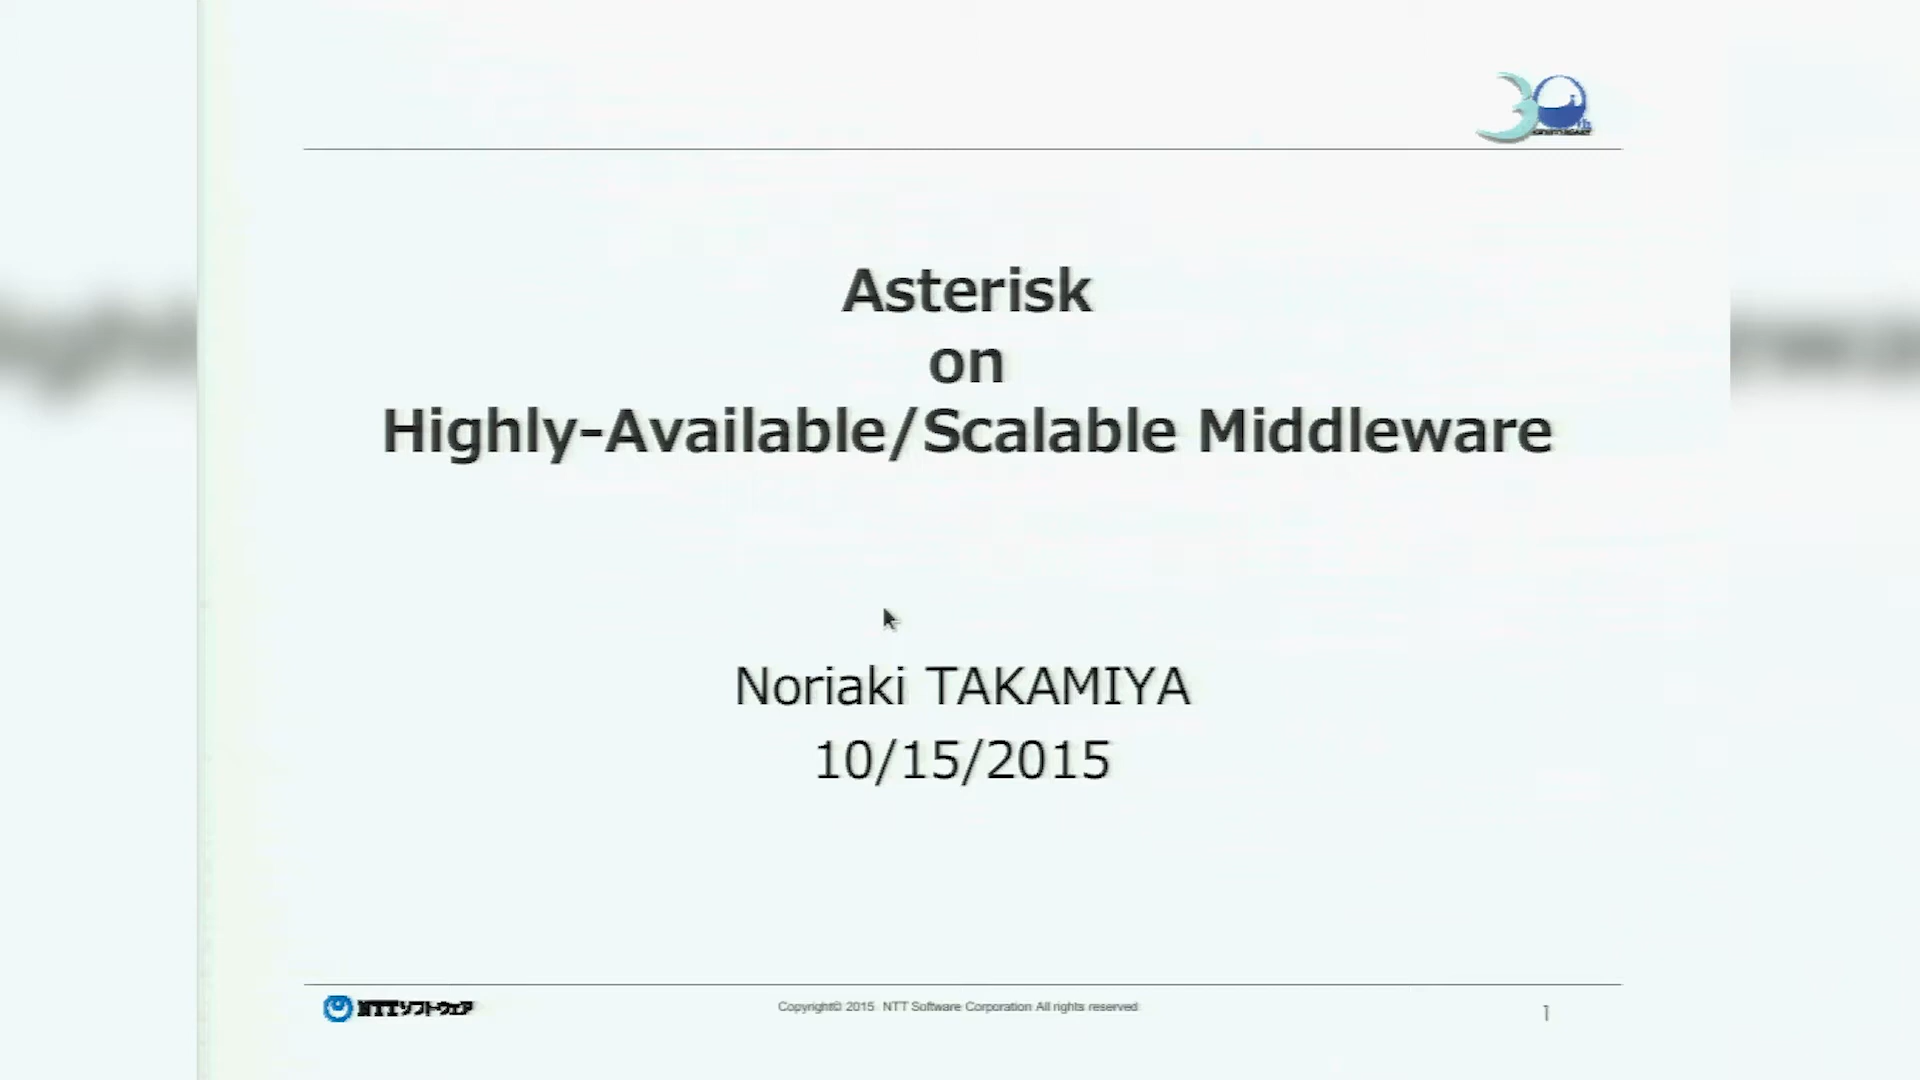 30th
Asterisk
on
Highly-Available/Scalable Middleware
Noriaki TAKAMIYA
10/15/2015
NTTソフトウェア
Copyright© 2015 NTT Software Corporation All rights reserved
1